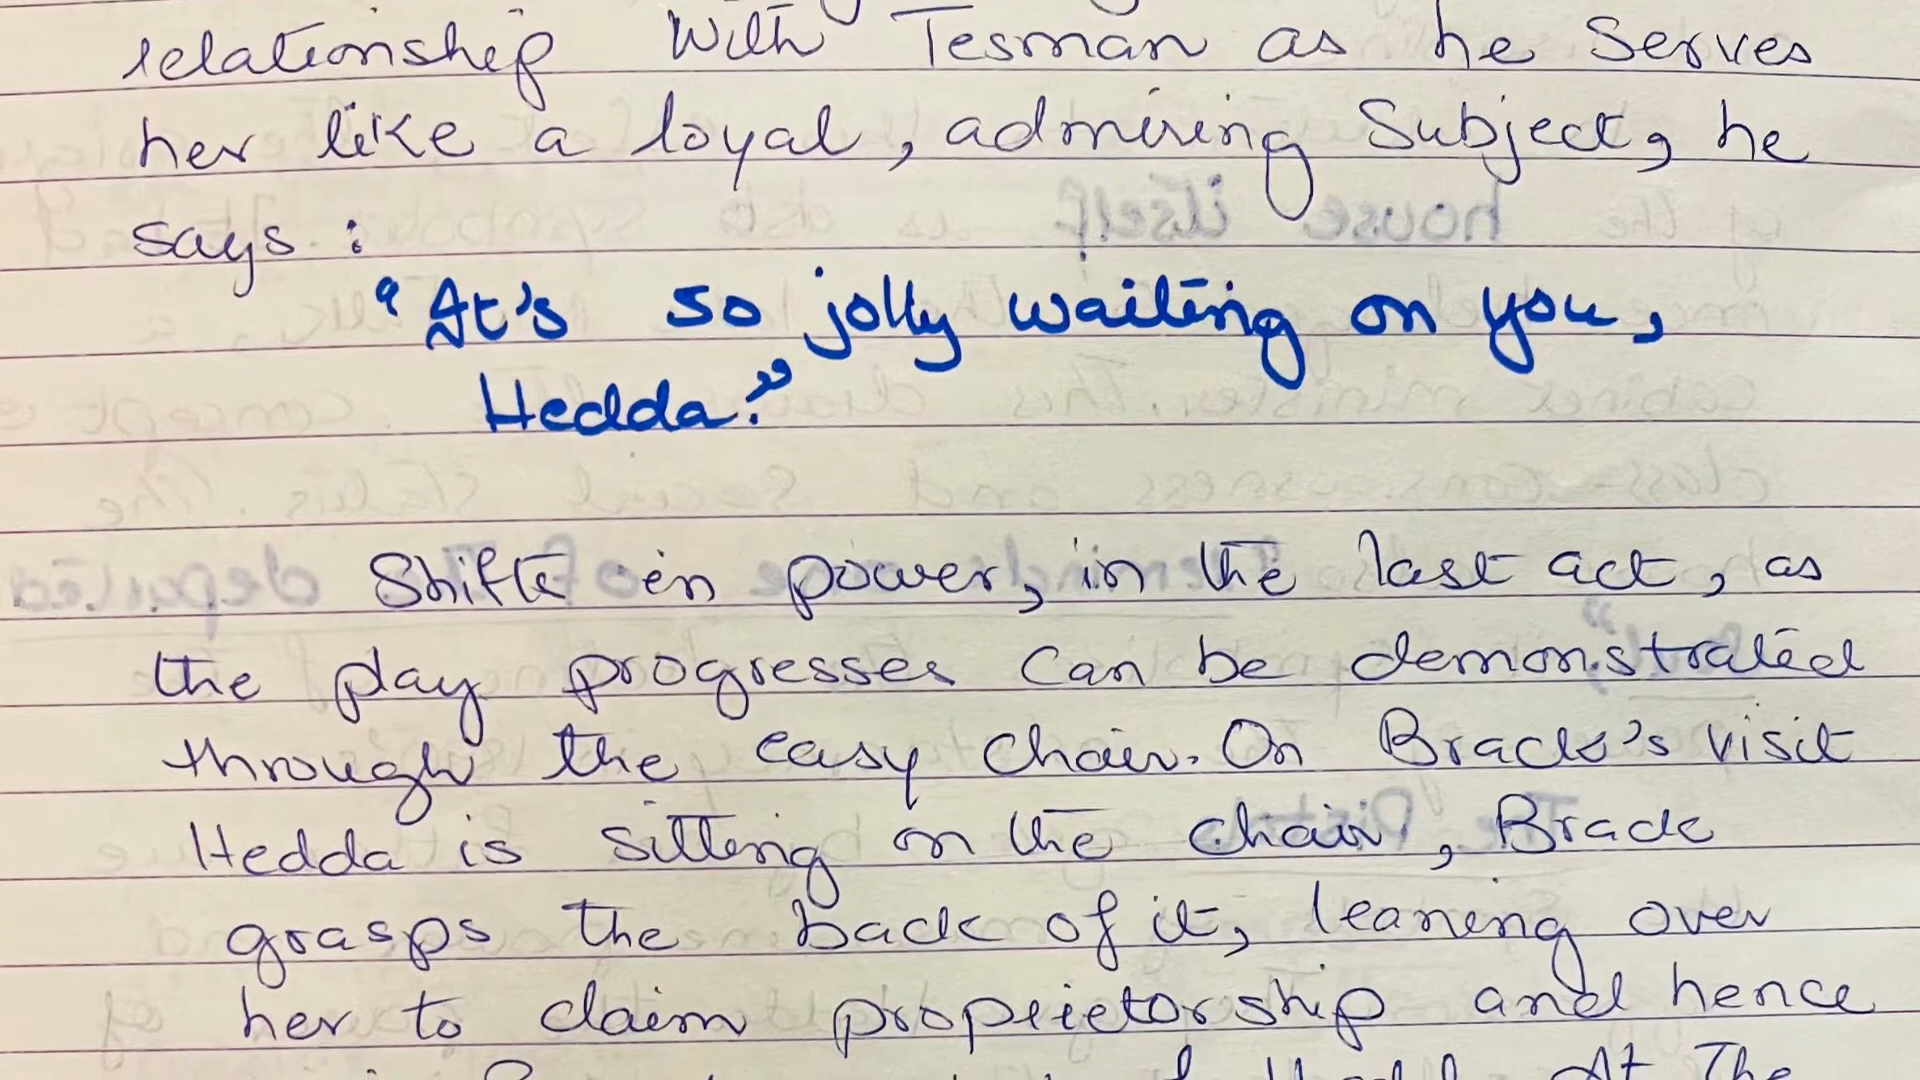 relationship with Tesman as he serves
her like a loyal, admiring Subject, he
says :
"It's so jolly waiting on you,
Hedda."
Shifts in power, in the last act, as
the play progresses can be demonstrated
through the easy chair. On Brack's visit
Hedda is sitting on the chair, Brack
grasps the back of it, leaning over
her to claim proprietorship and hence
At The